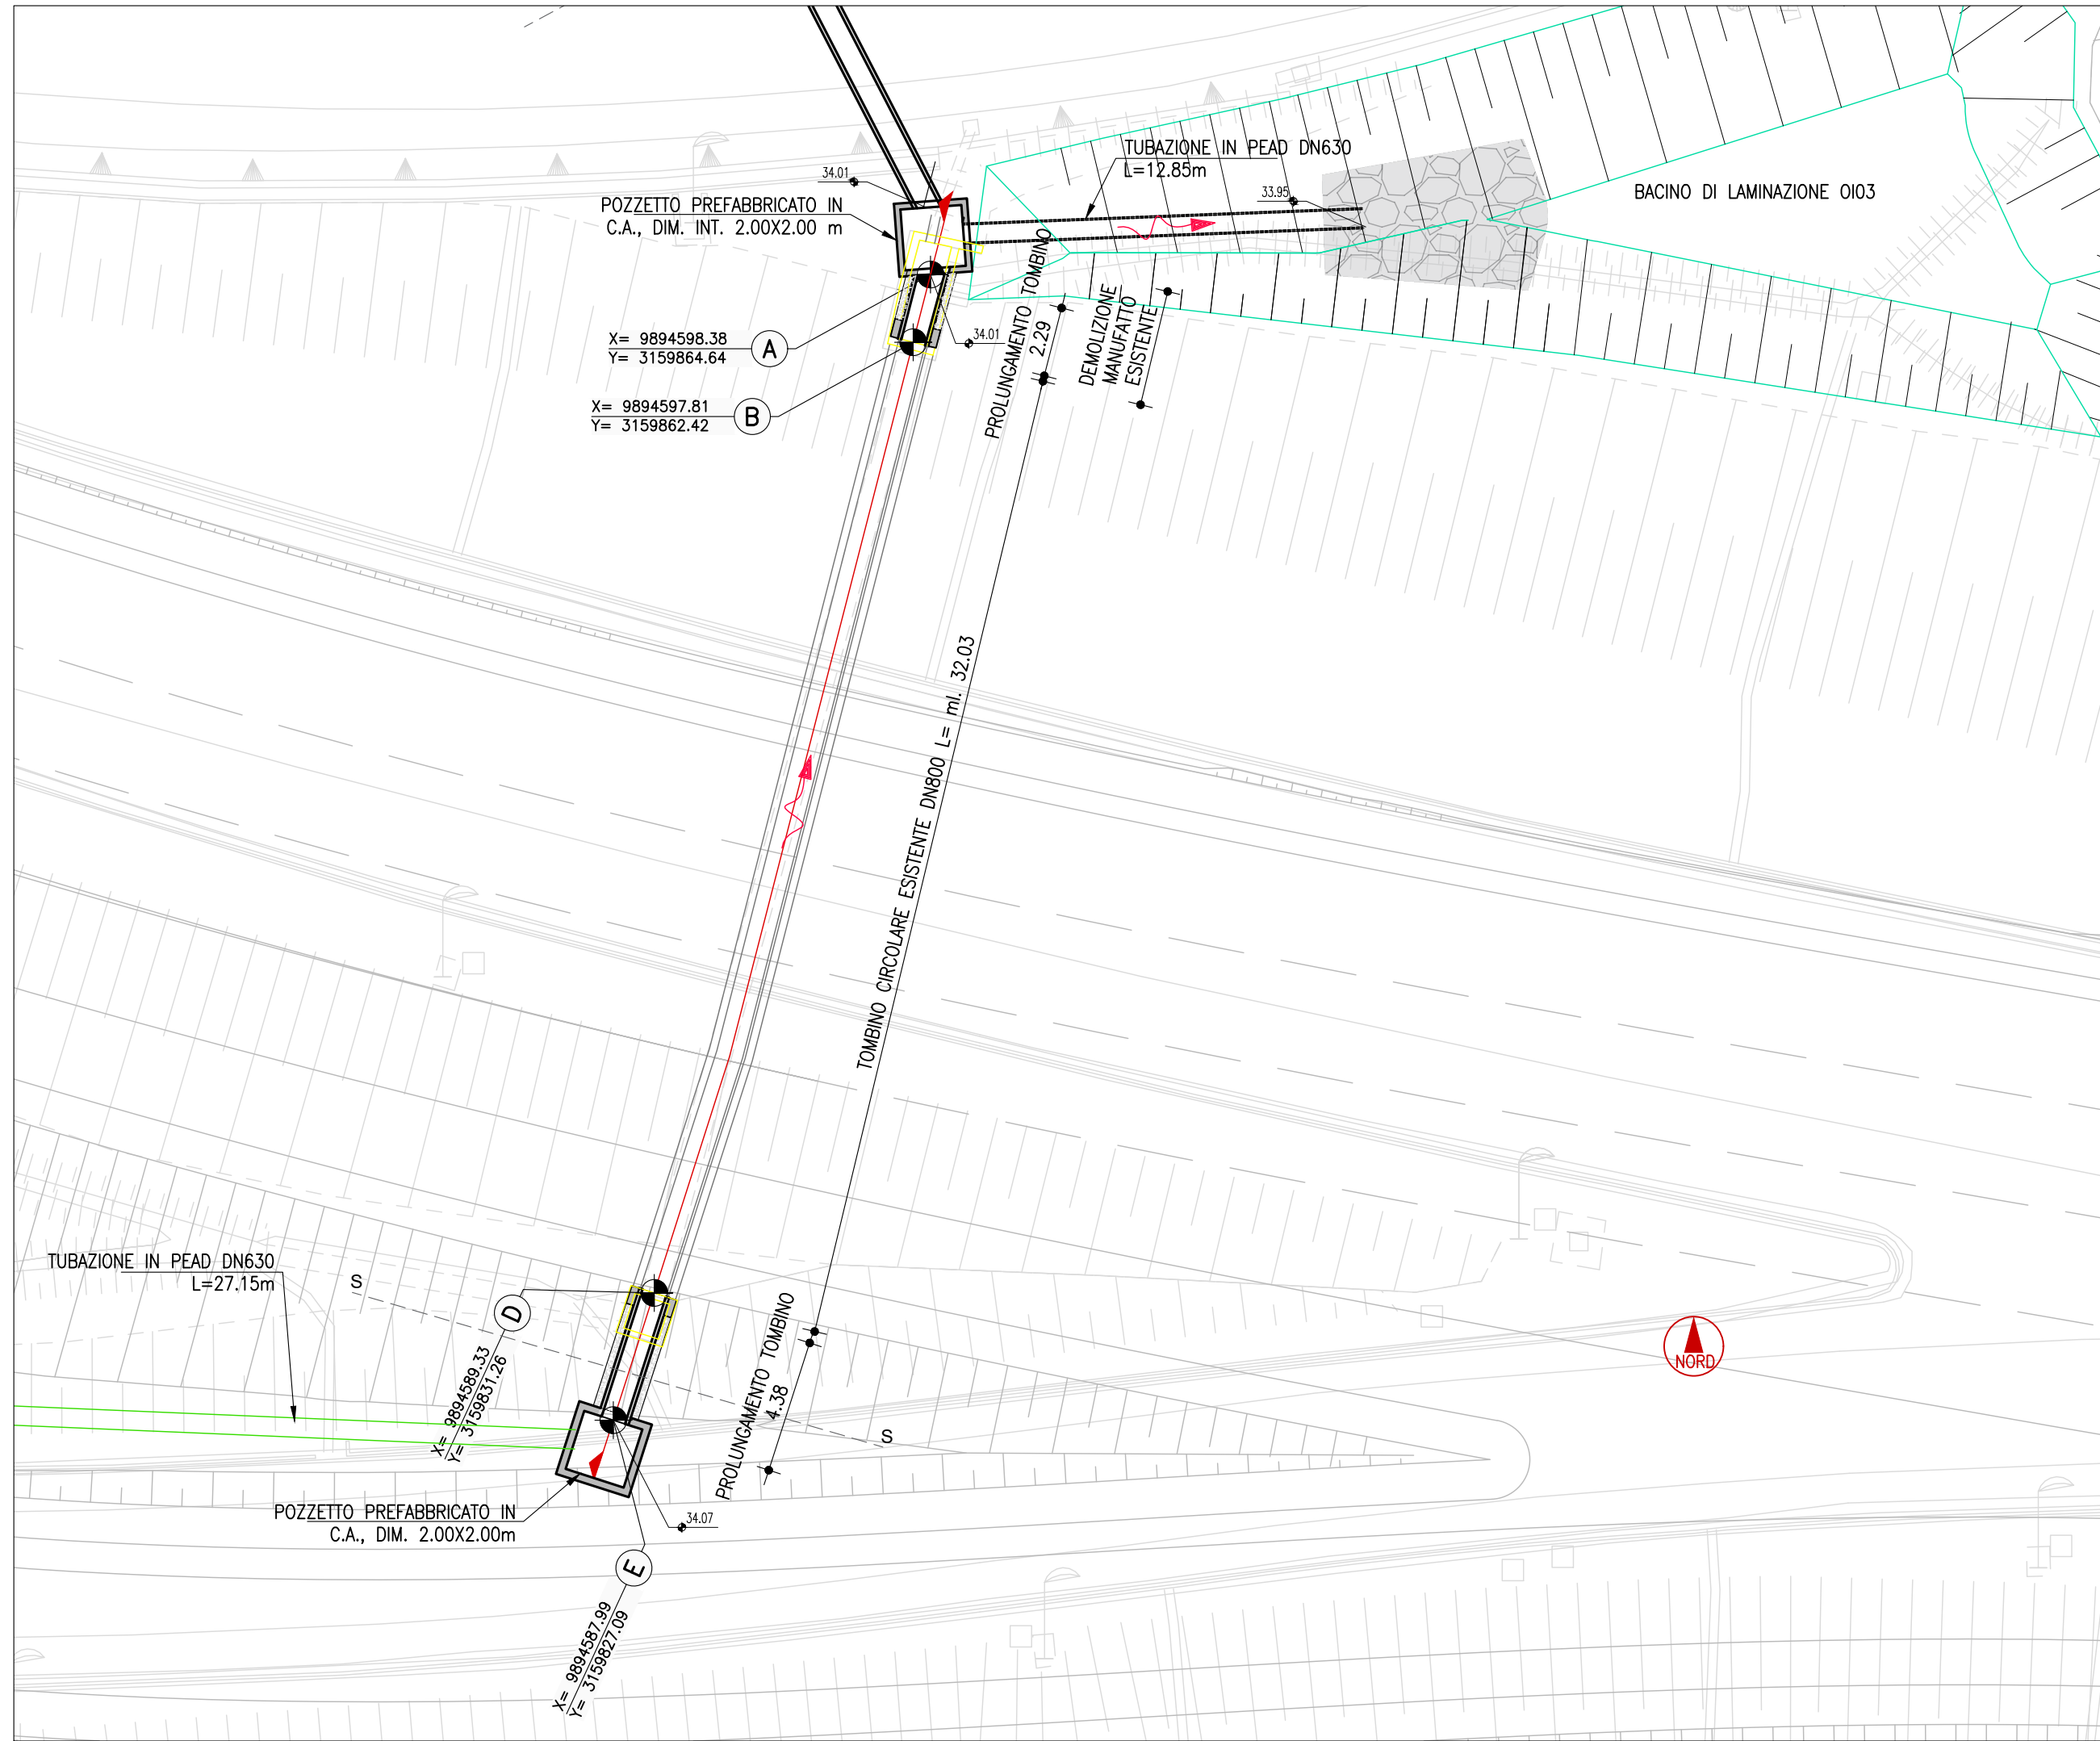 TUBAZIONE IN PEAD DN630
L=12.85m
34.01
33.95
BACINO DI LAMINAZIONE OI03
POZZETTO PREFABBRICATO IN
C.A., DIM. INT. 2.00X2.00 m
34.01
X= 9894598.38
Y= 3159864.64
A
X= 9894597.81
Y= 3159862.42
B
PROLUNGAMENTO TOMBINO
2.29
DEMOLIZIONE
MANUFATTO
ESISTENTE
TOMBINO CIRCOLARE ESISTENTE DN800 L= ml. 32.03
TUBAZIONE IN PEAD DN630
L=27.15m
S
D
X= 9894589.33
Y= 3159831.26
PROLUNGAMENTO TOMBINO
4.38
S
NORD
POZZETTO PREFABBRICATO IN
C.A., DIM. 2.00X2.00m
34.07
E
X= 9894587.99
Y= 3159827.09